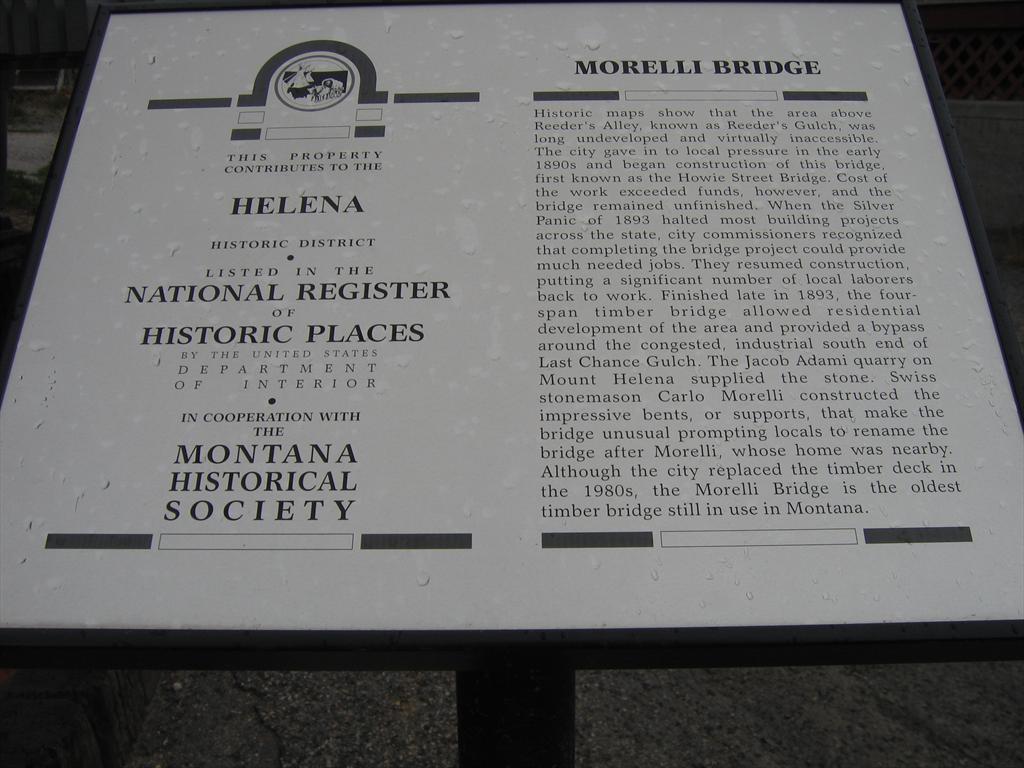 THIS PROPERTY
CONTRIBUTES TO THE
HELENA
HISTORIC DISTRICT
LISTED IN THE
NATIONAL REGISTER
OF
HISTORIC PLACES
BY THE UNITED STATES
DEPARTMENT
OF INTERIOR
IN COOPERATION WITH
THE
MONTANA
HISTORICAL
SOCIETY
MORELLI BRIDGE
Historic maps show that the area above
Reeder's Alley, known as Reeder's Gulch, was
long undeveloped and virtually inaccessible.
The city gave in to local pressure in the early
1890s and began construction of this bridge,
first known as the Howie Street Bridge. Cost of
the work exceeded funds, however, and the
bridge remained unfinished. When the Silver
Panic of 1893 halted most building projects
across the state, city commissioners recognized
that completing the bridge project could provide
much needed jobs. They resumed construction,
putting a significant number of local laborers
back to work. Finished late in 1893, the four-
span timber bridge allowed residential
development of the area and provided a bypass
around the congested, industrial south end of
Last Chance Gulch. The Jacob Adami quarry on
Mount Helena supplied the stone. Swiss
stonemason Carlo Morelli constructed the
impressive bents, or supports, that make the
bridge unusual prompting locals to rename the
bridge after Morelli, whose home was nearby.
Although the city replaced the timber deck in
the 1980s, the Morelli Bridge is the oldest
timber bridge still in use in Montana.